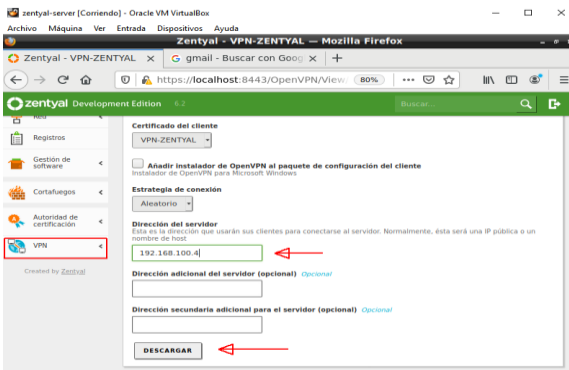 zentyal-server [Corriendo] - Oracle VM VirtualBox
Archivo Máquina Ver Entrada Dispositivos Ayuda
Zentyal - VPN-ZENTYAL — Mozilla Firefox
Zentyal - VPN-ZENTYAL
gmail - Buscar con Goog
https://localhost:8443/OpenVPN/View/
80%
zentyal Development Edition 6.2
Buscar...
Red
Registros
Gestión de
software
Cortafuegos
Autoridad de
certificación
VPN
Created by Zentyal
Certificado del cliente
VPN-ZENTYAL
Añadir instalador de OpenVPN al paquete de configuración del cliente
Instalador de OpenVPN para Microsoft Windows
Estrategia de conexión
Aleatorio
Dirección del servidor
Esta es la dirección que usarán sus clientes para conectarse al servidor. Normalmente, ésta será una IP pública o un
nombre de host
192.168.100.4
Dirección adicional del servidor (opcional) Opcional
Dirección secundaria adicional para el servidor (opcional) Opcional
DESCARGAR